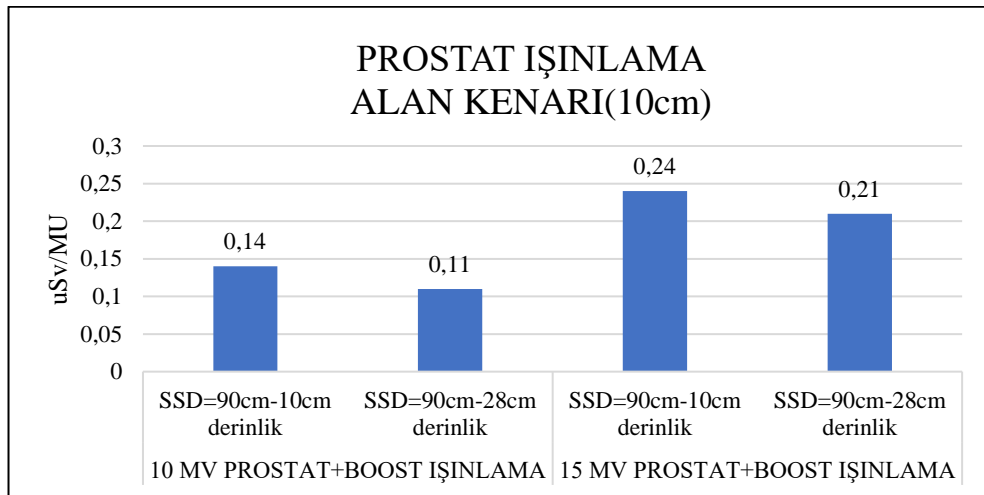 PROSTAT IŞINLAMA
ALAN KENARI(10cm)
uSv/MU
0,3
0,25
0,2
0,15
0,1
0,05
0
0,14
0,11
0,24
0,21
SSD=90cm-10cm
derinlik
SSD=90cm-28cm
derinlik
SSD=90cm-10cm
derinlik
SSD=90cm-28cm
derinlik
10 MV PROSTAT+BOOST IŞINLAMA
15 MV PROSTAT+BOOST IŞINLAMA